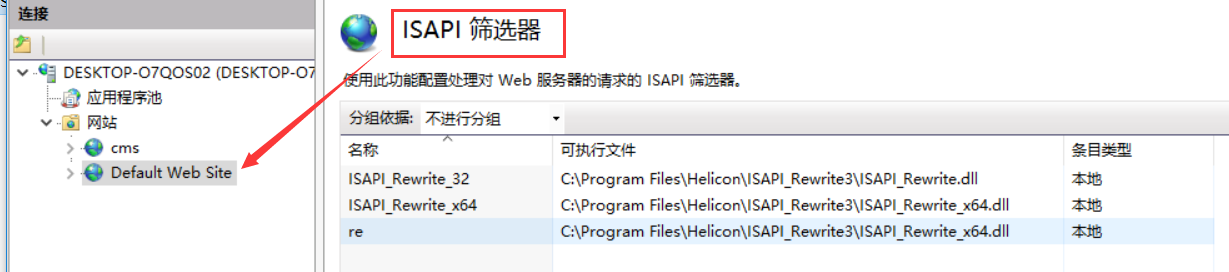 连接
DESKTOP-O7QOS02 (DESKTOP-O7
应用程序池
网站
cms
Default Web Site
ISAPI 筛选器
使用此功能配置处理对 Web 服务器的请求的 ISAPI 筛选器。
分组依据: 不进行分组
名称 可执行文件 条目类型
ISAPI_Rewrite_32 C:\Program Files\Helicon\ISAPI_Rewrite3\ISAPI_Rewrite.dll 本地
ISAPI_Rewrite_x64 C:\Program Files\Helicon\ISAPI_Rewrite3\ISAPI_Rewrite_x64.dll 本地
re C:\Program Files\Helicon\ISAPI_Rewrite3\ISAPI_Rewrite_x64.dll 本地